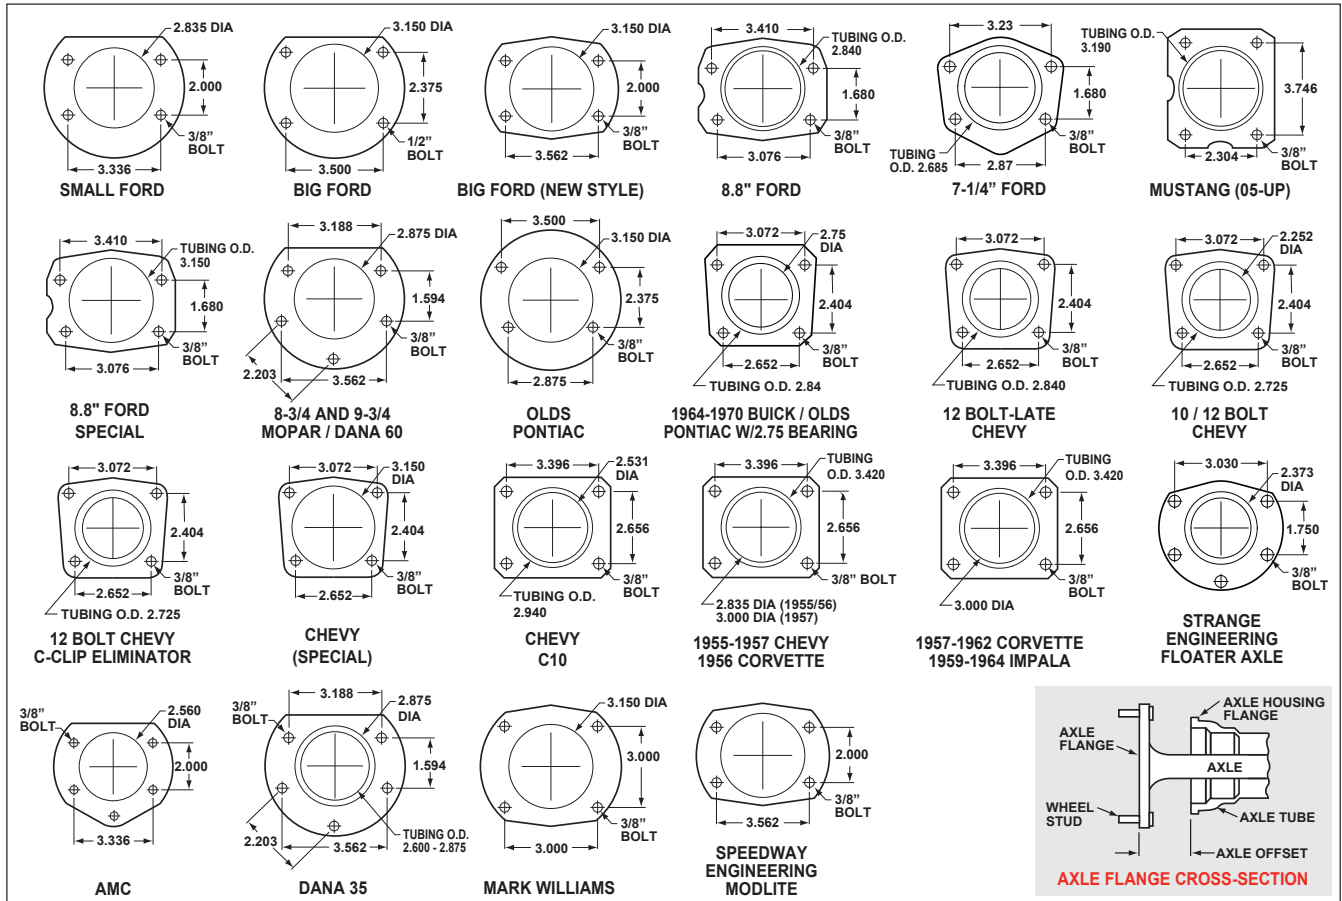 2.835 DIA
2.000
3/8”
BOLT
3.336
SMALL FORD
3.150 DIA
2.375
1/2”
BOLT
3.500
BIG FORD
3.150 DIA
2.000
3/8”
BOLT
3.562
BIG FORD (NEW STYLE)
3.410
TUBING O.D.
2.840
1.680
3/8”
BOLT
3.076
8.8" FORD
3.23
1.680
3/8”
BOLT
TUBING
O.D. 2.685
2.87
7-1/4” FORD
TUBING O.D.
3.190
3.746
3/8”
BOLT
2.304
MUSTANG (05-UP)
3.410
TUBING O.D.
3.150
1.680
3/8”
BOLT
3.076
8.8" FORD
SPECIAL
3.188
2.875 DIA
1.594
3/8”
BOLT
2.203
3.562
8-3/4 AND 9-3/4
MOPAR / DANA 60
3.500
3.150 DIA
2.375
3/8”
BOLT
2.875
OLDS
PONTIAC
3.072
2.75
DIA
2.404
3/8”
BOLT
2.652
TUBING O.D. 2.84
1964-1970 BUICK / OLDS
PONTIAC W/2.75 BEARING
3.072
2.404
3/8”
BOLT
2.652
TUBING O.D. 2.840
12 BOLT-LATE
CHEVY
3.072
2.252
DIA
2.404
3/8”
BOLT
2.652
TUBING O.D. 2.725
10 / 12 BOLT
CHEVY
3.072
2.404
3/8”
BOLT
2.652
TUBING O.D. 2.725
12 BOLT CHEVY
C-CLIP ELIMINATOR
3.072
3.150
DIA
2.404
3/8”
BOLT
2.652
CHEVY
(SPECIAL)
3.396
2.531
DIA
2.656
3/8”
BOLT
TUBING O.D.
2.940
CHEVY
C10
3.396
TUBING
O.D. 3.420
2.656
3/8” BOLT
2.835 DIA (1955/56)
3.000 DIA (1957)
1955-1957 CHEVY
1956 CORVETTE
3.396
TUBING
O.D. 3.420
2.656
3/8”
BOLT
3.000 DIA
1957-1962 CORVETTE
1959-1964 IMPALA
3.030
2.373
DIA
1.750
3/8”
BOLT
STRANGE
ENGINEERING
FLOATER AXLE
3/8”
BOLT
2.560
DIA
2.000
3.336
AMC
3/8”
BOLT
3.188
2.875
DIA
1.594
2.203
3.562
TUBING O.D.
2.600 - 2.875
DANA 35
3.150 DIA
3.000
3/8”
BOLT
3.000
MARK WILLIAMS
2.000
3/8”
BOLT
3.562
SPEEDWAY
ENGINEERING
MODLITE
AXLE HOUSING
FLANGE
AXLE
FLANGE
AXLE
WHEEL
STUD
AXLE TUBE
AXLE OFFSET
AXLE FLANGE CROSS-SECTION